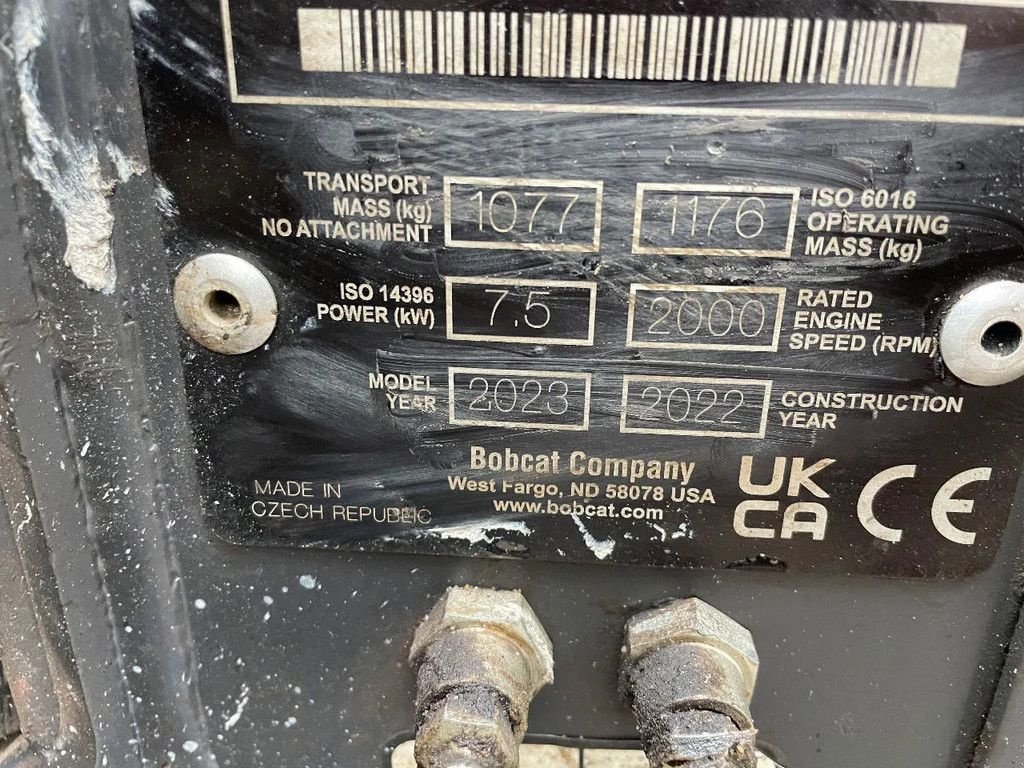 TRANSPORT
MASS (kg)
NO ATTACHMENT
1077
1176
ISO 6016
OPERATING
MASS (kg)
ISO 14396
POWER (kW)
7.5
2000
RATED
ENGINE
SPEED (RPM)
MODEL
YEAR
2023
2022
CONSTRUCTION
YEAR
MADE IN
CZECH REPUBLIC
Bobcat Company
West Fargo, ND 58078 USA
www.bobcat.com
UK
CA
CE